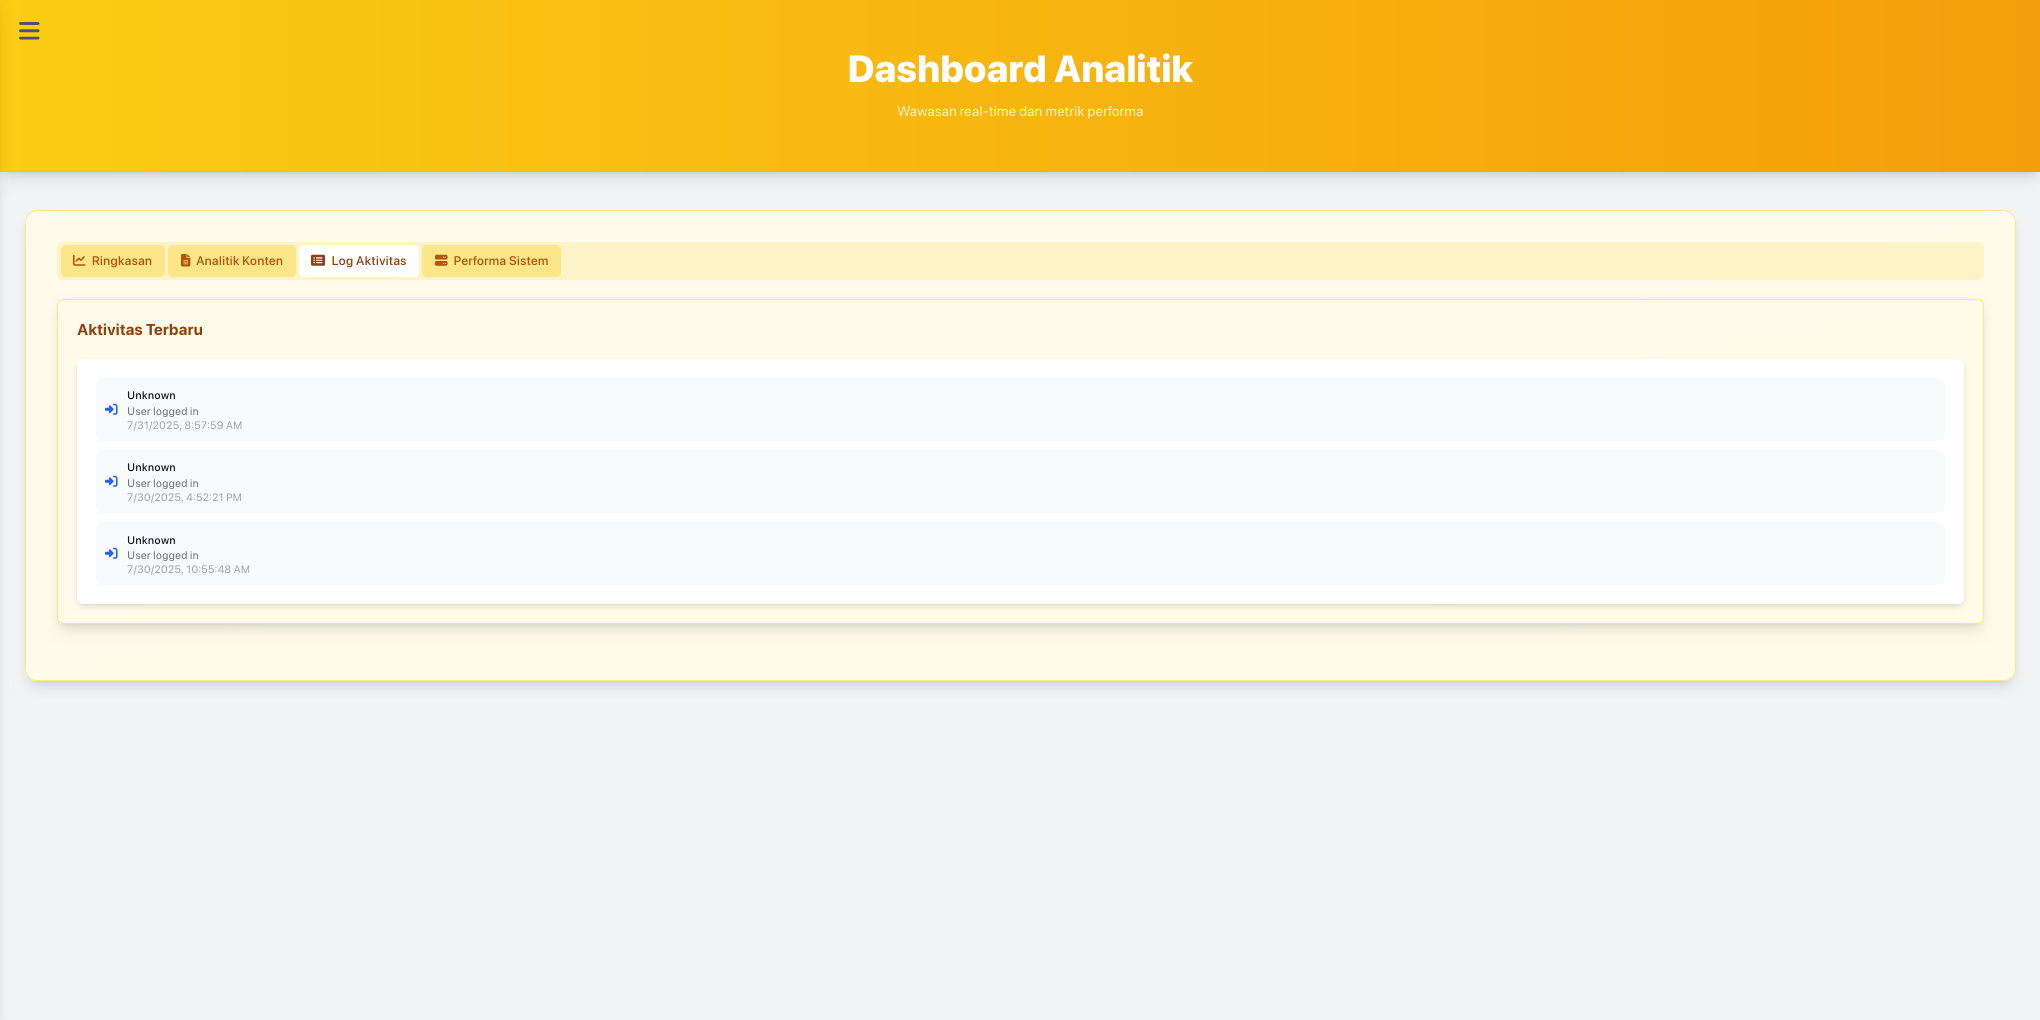 Dashboard Analitik
Wawasan real-time dan metrik performa
Ringkasan
Analitik Konten
Log Aktivitas
Performa Sistem
Aktivitas Terbaru
Unknown
User logged in
7/31/2025, 8:57:59 AM
Unknown
User logged in
7/30/2025, 4:52:21 PM
Unknown
User logged in
7/30/2025, 10:55:48 AM